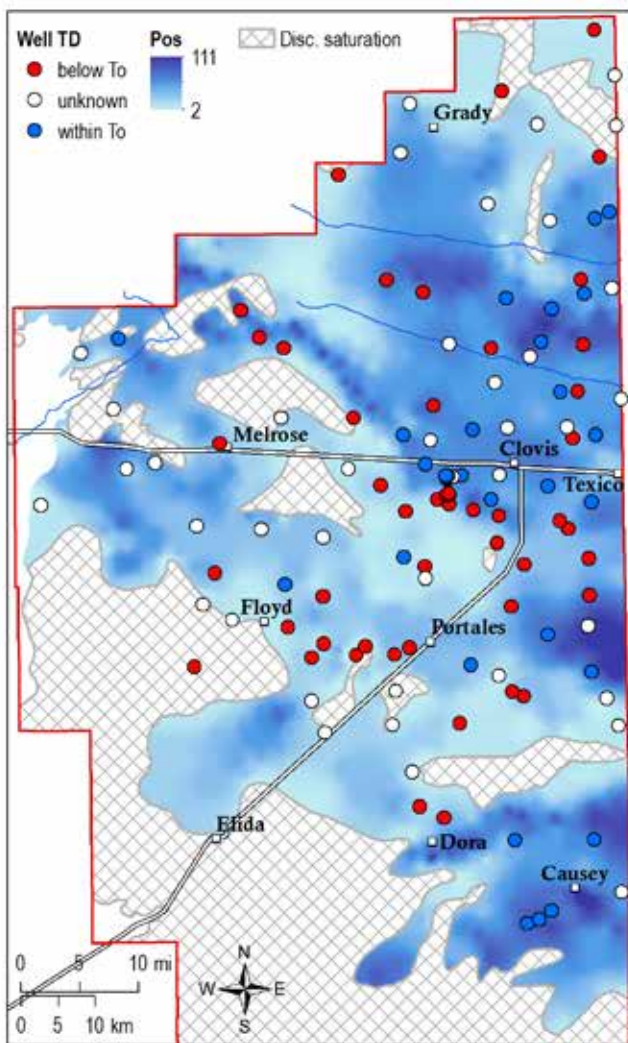 Well TD
below To
unknown
within To
Pos
111
2
Disc. saturation
Grady
Melrose
Clovis
Texico
Floyd
Portales
Elida
Dora
Causey
0 5 10 mi
0 5 10 km
N
W E
S